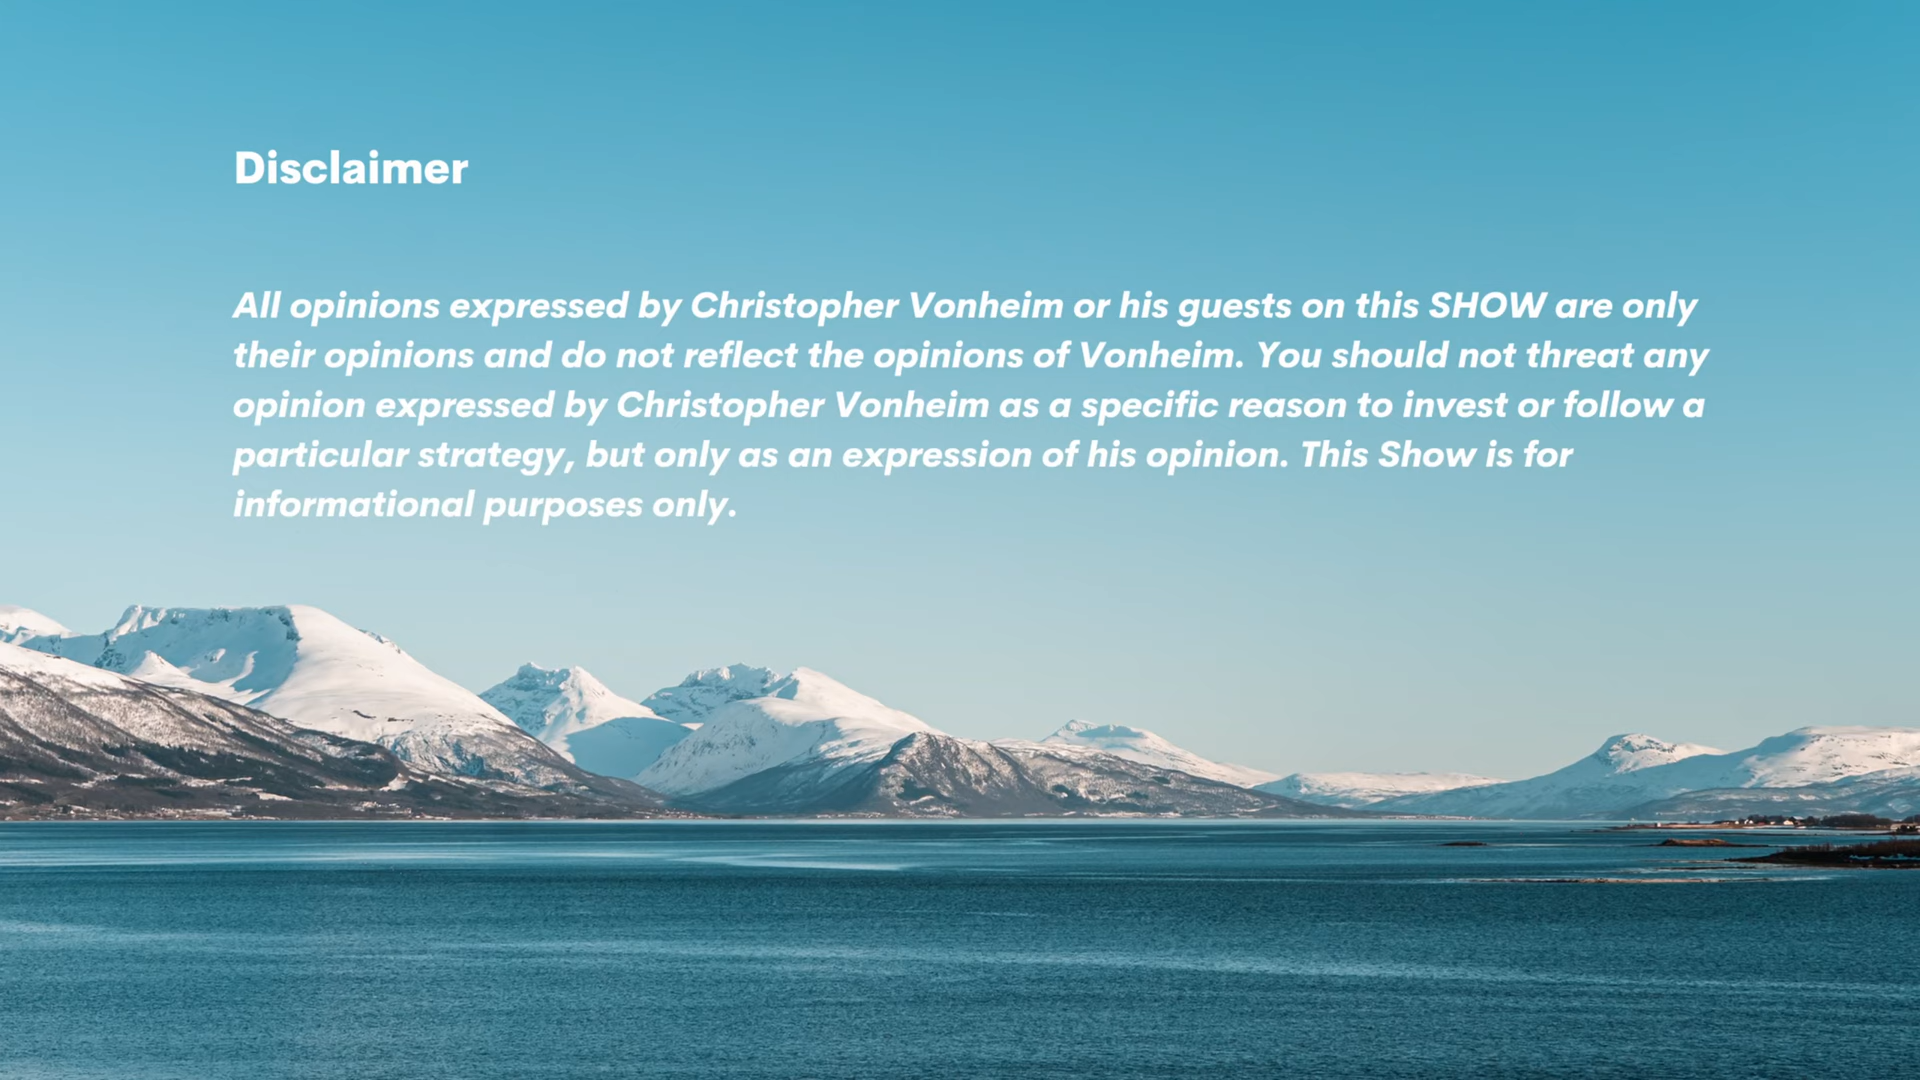 Disclaimer
All opinions expressed by Christopher Vonheim or his guests on this SHOW are only
their opinions and do not reflect the opinions of Vonheim. You should not threat any
opinion expressed by Christopher Vonheim as a specific reason to invest or follow a
particular strategy, but only as an expression of his opinion. This Show is for
informational purposes only.